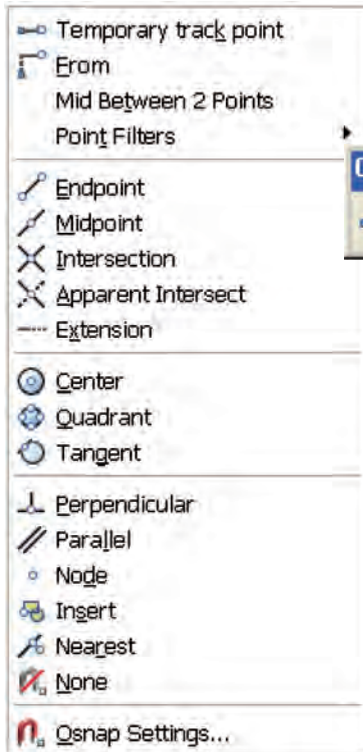 Temporary track point
From
Mid Between 2 Points
Point Filters
Endpoint
Midpoint
Intersection
Apparent Intersect
Extension
Center
Quadrant
Tangent
Perpendicular
Parallel
Node
Insert
Nearest
None
Osnap Settings...